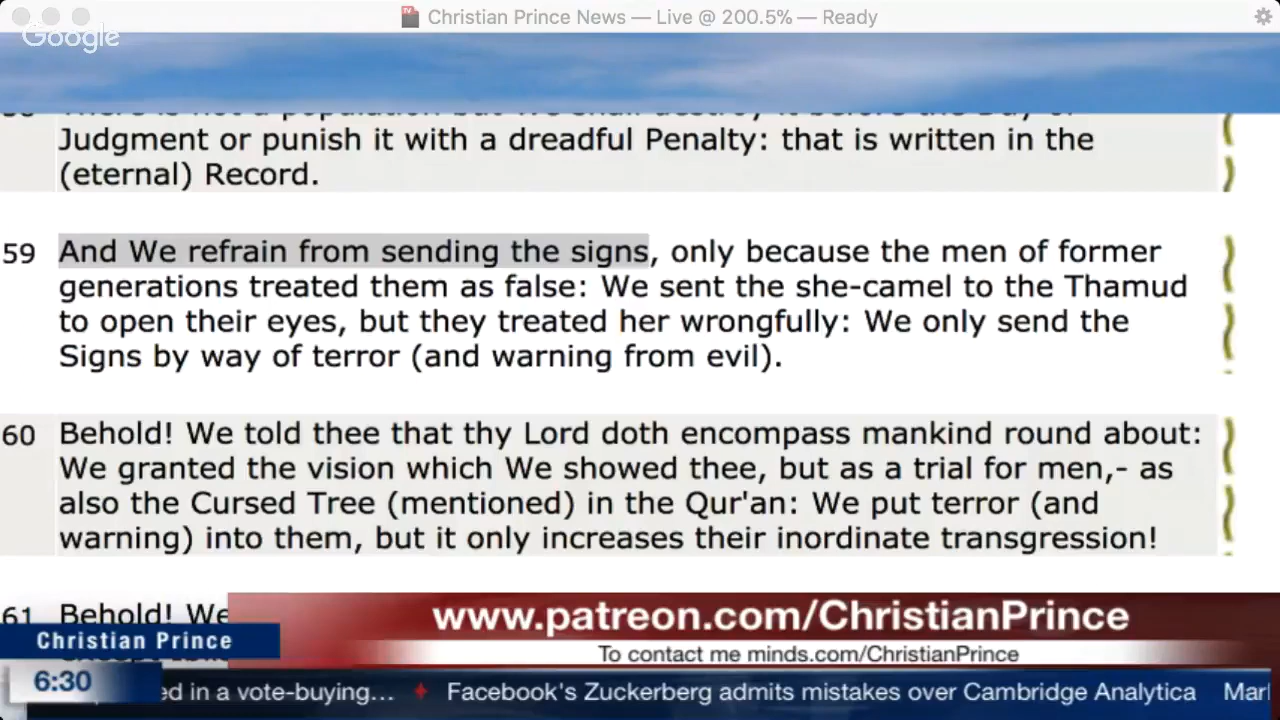 Christian Prince News — Live @ 200.5% — Ready
Google
Judgment or punish it with a dreadful Penalty: that is written in the
(eternal) Record.
59 And We refrain from sending the signs, only because the men of former
generations treated them as false: We sent the she-camel to the Thamud
to open their eyes, but they treated her wrongfully: We only send the
Signs by way of terror (and warning from evil).
60 Behold! We told thee that thy Lord doth encompass mankind round about:
We granted the vision which We showed thee, but as a trial for men,- as
also the Cursed Tree (mentioned) in the Qur'an: We put terror (and
warning) into them, but it only increases their inordinate transgression!
61 Behold! We
www.patreon.com/ChristianPrince
Christian Prince
To contact me minds.com/ChristianPrince
6:30
ed in a vote-buying... Facebook's Zuckerberg admits mistakes over Cambridge Analytica